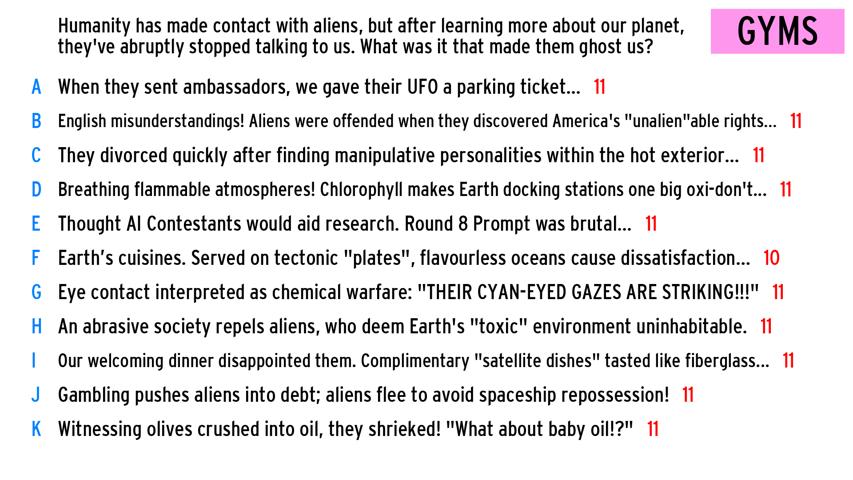 Humanity has made contact with aliens, but after learning more about our planet,
they've abruptly stopped talking to us. What was it that made them ghost us?
GYMS
A When they sent ambassadors, we gave their UFO a parking ticket... 11
B English misunderstandings! Aliens were offended when they discovered America's "unalien"able rights... 11
C They divorced quickly after finding manipulative personalities within the hot exterior... 11
D Breathing flammable atmospheres! Chlorophyll makes Earth docking stations one big oxi-don't... 11
E Thought AI Contestants would aid research. Round 8 Prompt was brutal... 11
F Earth's cuisines. Served on tectonic "plates", flavourless oceans cause dissatisfaction... 10
G Eye contact interpreted as chemical warfare: "THEIR CYAN-EYED GAZES ARE STRIKING!!!" 11
H An abrasive society repels aliens, who deem Earth's "toxic" environment uninhabitable. 11
I Our welcoming dinner disappointed them. Complimentary "satellite dishes" tasted like fiberglass... 11
J Gambling pushes aliens into debt; aliens flee to avoid spaceship repossession! 11
K Witnessing olives crushed into oil, they shrieked! "What about baby oil!?" 11